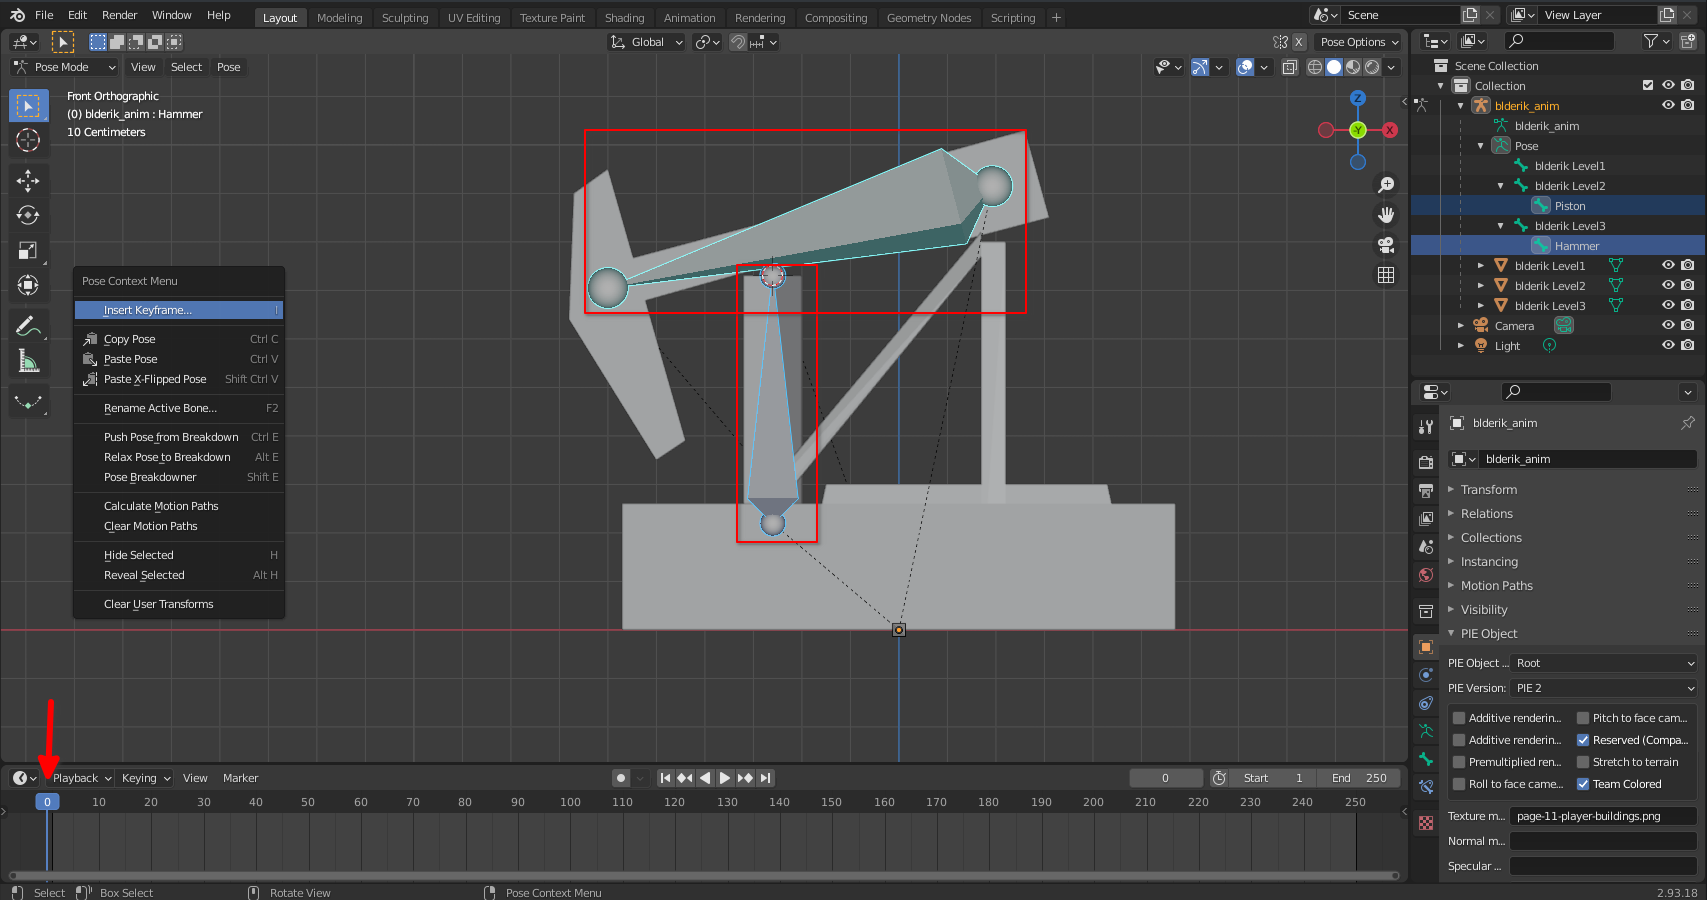 File Edit Render Window Help
Layout Modeling Sculpting UV Editing Texture Paint Shading Animation Rendering Compositing Geometry Nodes Scripting +
Scene
View Layer
Global
X
Pose Options
Pose Mode View Select Pose
Front Orthographic
(0) blderik_anim : Hammer
10 Centimeters
Z
-Y
X
Pose Context Menu
Insert Keyframe... I
Copy Pose Ctrl C
Paste Pose Ctrl V
Paste X-Flipped Pose Shift Ctrl V
Rename Active Bone... F2
Push Pose from Breakdown Ctrl E
Relax Pose to Breakdown Alt E
Pose Breakdowner Shift E
Calculate Motion Paths
Clear Motion Paths
Hide Selected H
Reveal Selected Alt H
Clear User Transforms
Scene Collection
Collection
blderik_anim
blderik_anim
Pose
blderik Level1
blderik Level2
Piston
blderik Level3
Hammer
blderik Level1
blderik Level2
blderik Level3
Camera
Light
blderik_anim
blderik_anim
Transform
Relations
Collections
Instancing
Motion Paths
Visibility
PIE Object
PIE Object ... Root
PIE Version: PIE 2
Additive renderin... Pitch to face cam...
Additive renderin... Reserved (Compa...
Premultiplied ren... Stretch to terrain
Roll to face came... Team Colored
Texture m... page-11-player-buildings.png
Normal m...
Specular ...
Playback Keying View Marker
0
Start 1
End 250
0 10 20 30 40 50 60 70 80 90 100 110 120 130 140 150 160 170 180 190 200 210 220 230 240 250
Select Box Select Rotate View Pose Context Menu
2.93.18